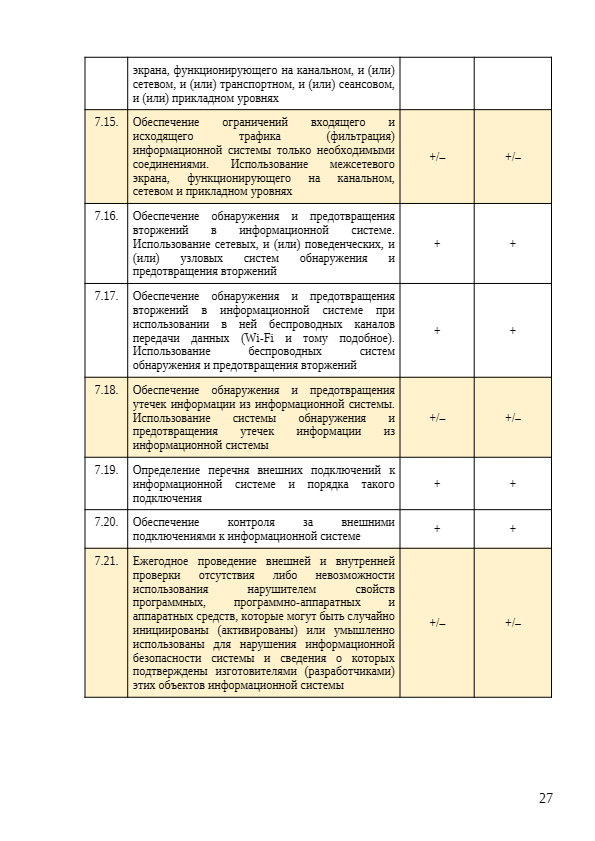 экрана, функционирующего на канальном, и (или)
сетевом, и (или) транспортном, и (или) сеансовом,
и (или) прикладном уровнях
7.15. Обеспечение ограничений входящего и
исходящего трафика (фильтрация)
информационной системы только необходимыми
соединениями. Использование межсетевого
экрана, функционирующего на канальном,
сетевом и прикладном уровнях
+/– +/–
7.16. Обеспечение обнаружения и предотвращения
вторжений в информационной системе.
Использование сетевых, и (или) поведенческих, и
(или) узловых систем обнаружения и
предотвращения вторжений
+ +
7.17. Обеспечение обнаружения и предотвращения
вторжений в информационной системе при
использовании в ней беспроводных каналов
передачи данных (Wi-Fi и тому подобное).
Использование беспроводных систем
обнаружения и предотвращения вторжений
+ +
7.18. Обеспечение обнаружения и предотвращения
утечек информации из информационной системы.
Использование системы обнаружения и
предотвращения утечек информации из
информационной системы
+/– +/–
7.19. Определение перечня внешних подключений к
информационной системе и порядка такого
подключения
+ +
7.20. Обеспечение контроля за внешними
подключениями к информационной системе
+ +
7.21. Ежегодное проведение внешней и внутренней
проверки отсутствия либо невозможности
использования нарушителем свойств
программных, программно-аппаратных и
аппаратных средств, которые могут быть случайно
инициированы (активированы) или умышленно
использованы для нарушения информационной
безопасности системы и сведения о которых
подтверждены изготовителями (разработчиками)
этих объектов информационной системы
+/– +/–
27